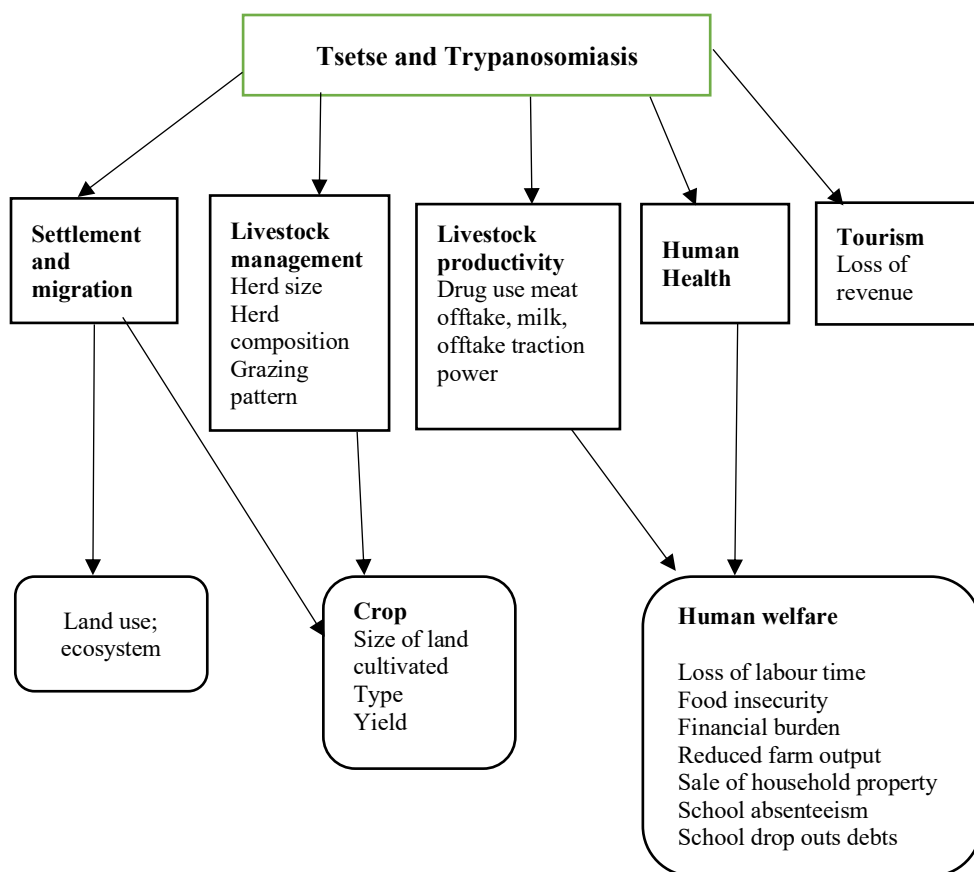 Tsetse and Trypanosomiasis
Settlement
and
migration
Livestock
management
Herd size
Herd
composition
Grazing
pattern
Livestock
productivity
Drug use meat
offtake, milk,
offtake traction
power
Human
Health
Tourism
Loss of
revenue
Land use;
ecosystem
Crop
Size of land
cultivated
Type
Yield
Human welfare
Loss of labour time
Food insecurity
Financial burden
Reduced farm output
Sale of household property
School absenteeism
School drop outs debts